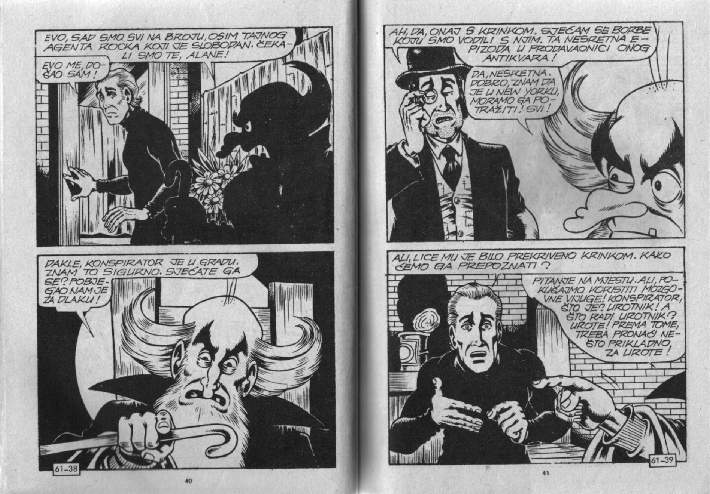 EVO, SAD SMO SVI NA BROJU, OSIM TAJNOG
AGENTA ROOKA KOJI JE SLOBODAN. ČEKA-
LI SMO TE, ALANE!
EVO ME, DO-
ŠAO SAM!
DAKLE, KONSPIRATOR JE U GRADU.
ZNAM TO SIGURNO. SJEĆATE GA
SE? POBJE-
GAO NAM JE
ZA DLAKU!
61-38
40
AH, DA, ONAJ S KRINKOM. SJEĆAM SE BORBE
KOJU SMO VODILI S NJIM. TA NESRETNA E-
PIZODA U PRODAVAONICI ONOG
ANTIKVARA!
DA, NESRETNA.
DOBRO, ZNAM DA
JE U NEW YORKU,
MORAMO GA PO-
TRAŽITI! SVI!
ALI, LICE MU JE BILO PREKRIVENO KRINKOM. KAKO
ĆEMO GA PREPOZNATI?
PITANJE NA MJESTU. ALI, PO-
KUŠAJMO KORISTITI MOZGO-
VNE VIJUGE! KONSPIRATOR,
ŠTO JE? UROTNIK! A
ŠTO RADI UROTNIK?
UROTE! PREMA TOME,
TREBA PRONAĆI NE-
ŠTO PRIKLADNO,
ZA UROTE!
61-39
41